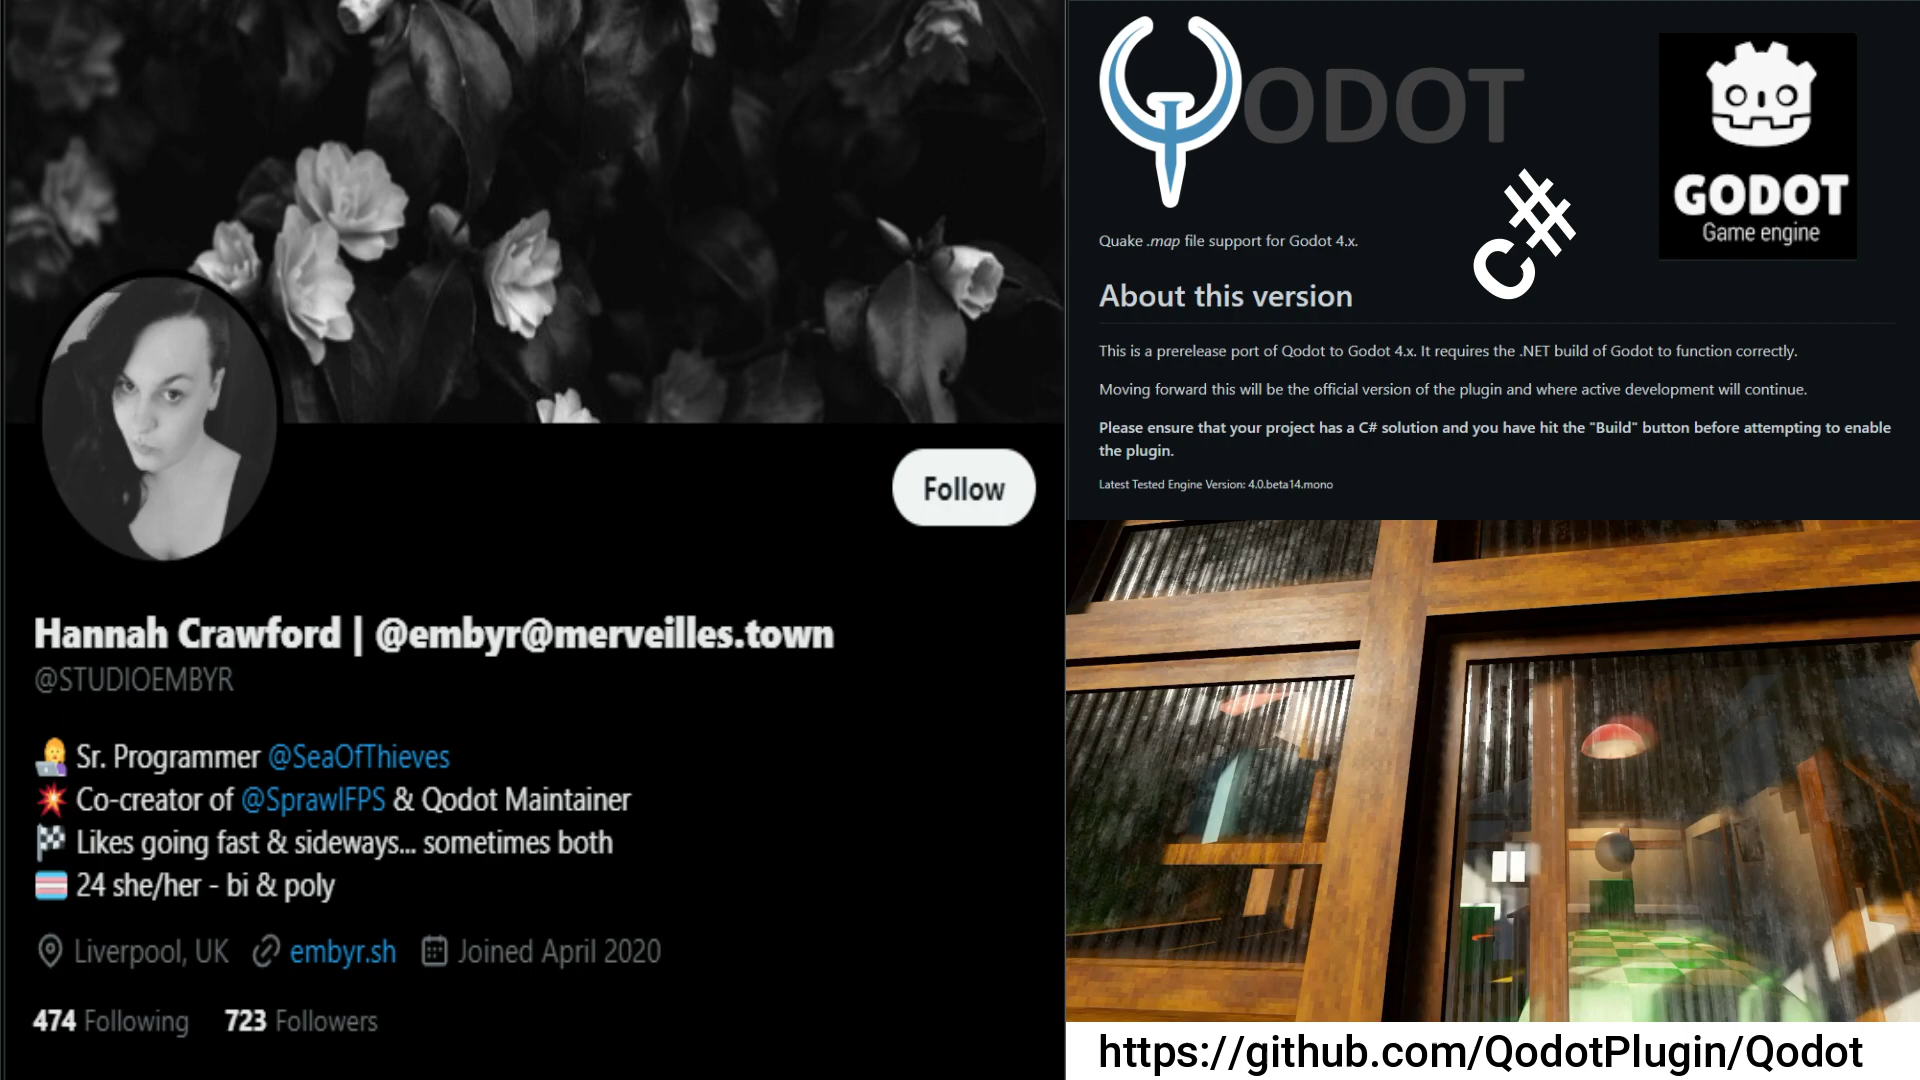 Follow
Hannah Crawford | @embyr@merveilles.town
@STUDIOEMBYR
Sr. Programmer @SeaOfThieves
Co-creator of @SprawlFPS & Qodot Maintainer
Likes going fast & sideways... sometimes both
24 she/her - bi & poly
Liverpool, UK embyr.sh Joined April 2020
474 Following 723 Followers
QODOT
C#
GODOT
Game engine
Quake .map file support for Godot 4.x.
About this version
This is a prerelease port of Qodot to Godot 4.x. It requires the .NET build of Godot to function correctly.
Moving forward this will be the official version of the plugin and where active development will continue.
Please ensure that your project has a C# solution and you have hit the "Build" button before attempting to enable
the plugin.
Latest Tested Engine Version: 4.0.beta14.mono
https://github.com/QodotPlugin/Qodot